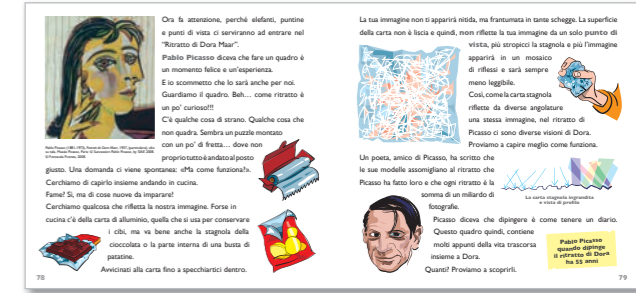 Ora fa attenzione, perché elefanti, puntine
e punti di vista ci serviranno ad entrare nel
“Ritratto di Dora Maar”.
Pablo Picasso diceva che fare un quadro è
un momento felice e un'esperienza.
E io scommetto che lo sarà anche per noi.
Guardiamo il quadro. Beh… come ritratto è
un po' curioso!!!
C'è qualche cosa di strano. Qualche cosa che
non quadra. Sembra un puzzle montato
con un po' di fretta… dove non
proprio tutto è andato al posto
giusto. Una domanda ci viene spontanea: «Ma come funziona?».
Cerchiamo di capirlo insieme andando in cucina.
Fame? Sì, ma di cose nuove da imparare!
Cerchiamo qualcosa che rifletta la nostra immagine. Forse in
cucina c'è della carta di alluminio, quella che si usa per conservare
i cibi, ma va bene anche la stagnola della
cioccolata o la parte interna di una busta di
patatine.
Avvicinati alla carta fino a specchiartici dentro.
78
La tua immagine non ti apparirà nitida, ma frantumata in tante schegge. La superficie
della carta non è liscia e quindi, non riflette la tua immagine da un solo punto di
vista, più stropicci la stagnola e più l'immagine
apparirà in un mosaico
di riflessi e sarà sempre
meno leggibile.
Così, come la carta stagnola
riflette da diverse angolature
una stessa immagine, nel ritratto di
Picasso ci sono diverse visioni di Dora.
Proviamo a capire meglio come funziona.
Un poeta, amico di Picasso, ha scritto che
le sue modelle assomigliano al ritratto che
Picasso ha fatto loro e che ogni ritratto è la
somma di un miliardo di
fotografie.
La carta stagnola ingrandita
e vista di profilo
Picasso diceva che dipingere è come tenere un diario.
Questo quadro quindi, contiene
molti appunti della vita trascorsa
insieme a Dora.
Quanti? Proviamo a scoprirli.
Pablo Picasso
quando dipinge
il ritratto di Dora
ha 55 anni
79